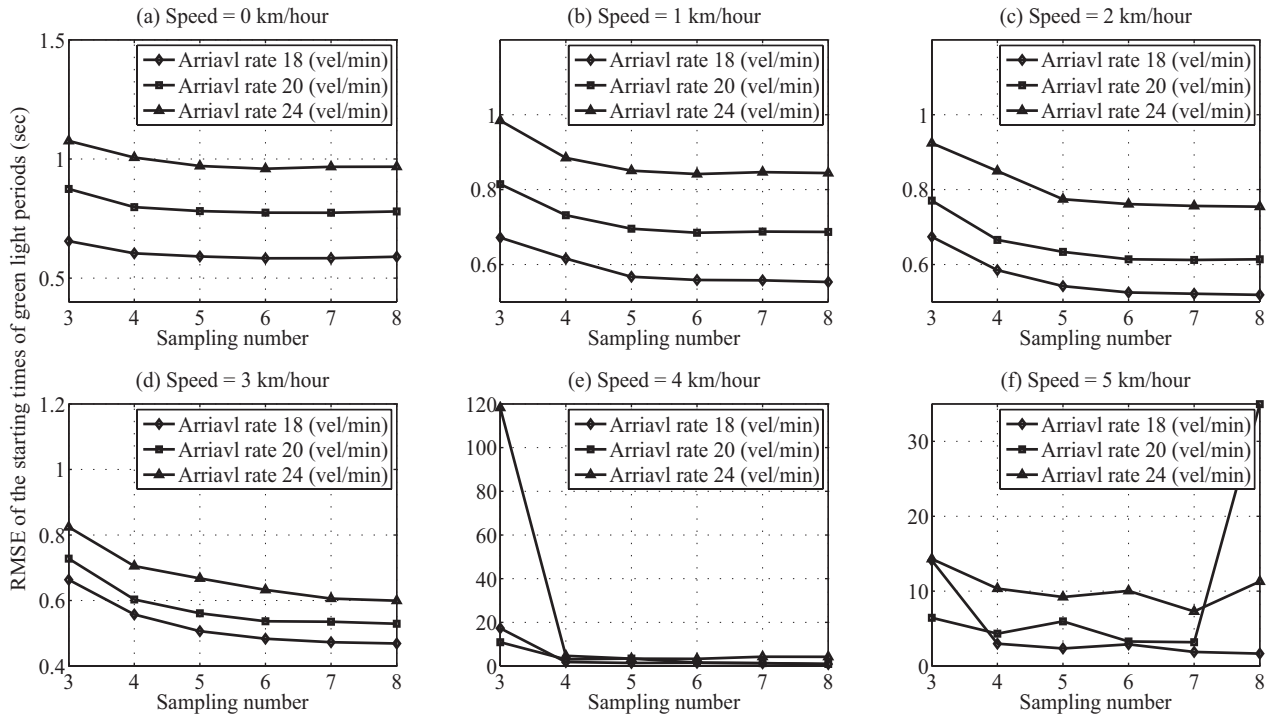 RMSE of the starting times of green light periods (sec)
(a) Speed = 0 km/hour
1.5
1
0.5
Arriavl rate 18 (vel/min)
Arriavl rate 20 (vel/min)
Arriavl rate 24 (vel/min)
3 4 5 6 7 8
Sampling number
(b) Speed = 1 km/hour
1
0.8
0.6
Arriavl rate 18 (vel/min)
Arriavl rate 20 (vel/min)
Arriavl rate 24 (vel/min)
3 4 5 6 7 8
Sampling number
(c) Speed = 2 km/hour
1
0.8
0.6
Arriavl rate 18 (vel/min)
Arriavl rate 20 (vel/min)
Arriavl rate 24 (vel/min)
3 4 5 6 7 8
Sampling number
(d) Speed = 3 km/hour
1.2
1
0.8
0.6
0.4
Arriavl rate 18 (vel/min)
Arriavl rate 20 (vel/min)
Arriavl rate 24 (vel/min)
3 4 5 6 7 8
Sampling number
(e) Speed = 4 km/hour
120
100
80
60
40
20
0
Arriavl rate 18 (vel/min)
Arriavl rate 20 (vel/min)
Arriavl rate 24 (vel/min)
3 4 5 6 7 8
Sampling number
(f) Speed = 5 km/hour
30
20
10
0
Arriavl rate 18 (vel/min)
Arriavl rate 20 (vel/min)
Arriavl rate 24 (vel/min)
3 4 5 6 7 8
Sampling number